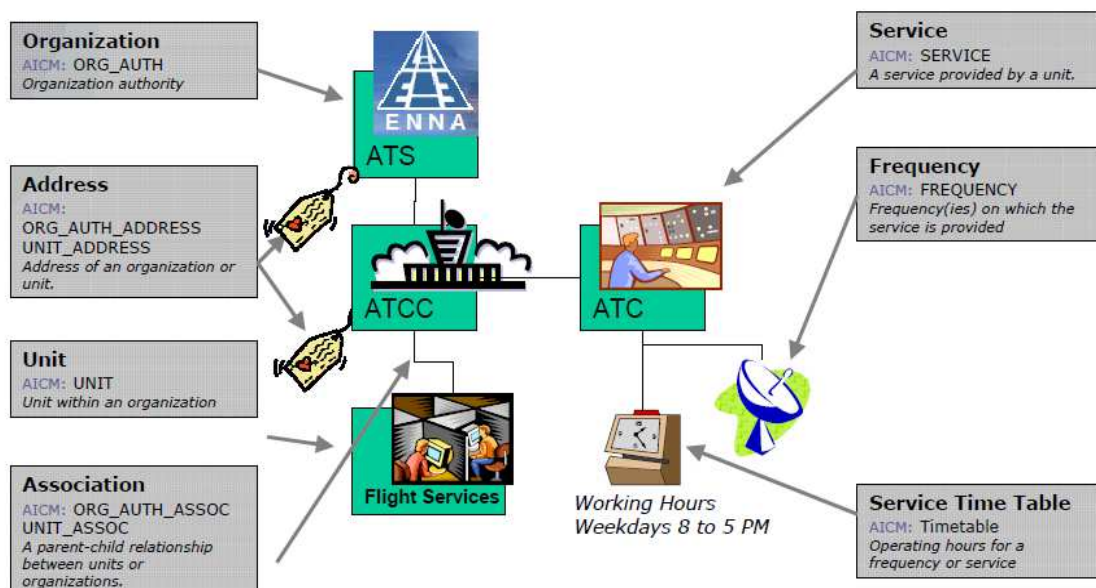 Organization
AICM: ORG_AUTH
Organization authority
Address
AICM:
ORG_AUTH_ADDRESS
UNIT_ADDRESS
Address of an organization or
unit.
Unit
AICM: UNIT
Unit within an organization
Association
AICM: ORG_AUTH_ASSOC
UNIT_ASSOC
A parent-child relationship
between units or
organizations.
ENNA
ATS
ATCC
Flight Services
ATC
Working Hours
Weekdays 8 to 5 PM
Service
AICM: SERVICE
A service provided by a unit.
Frequency
AICM: FREQUENCY
Frequency(ies) on which the
service is provided
Service Time Table
AICM: Timetable
Operating hours for a
frequency or service